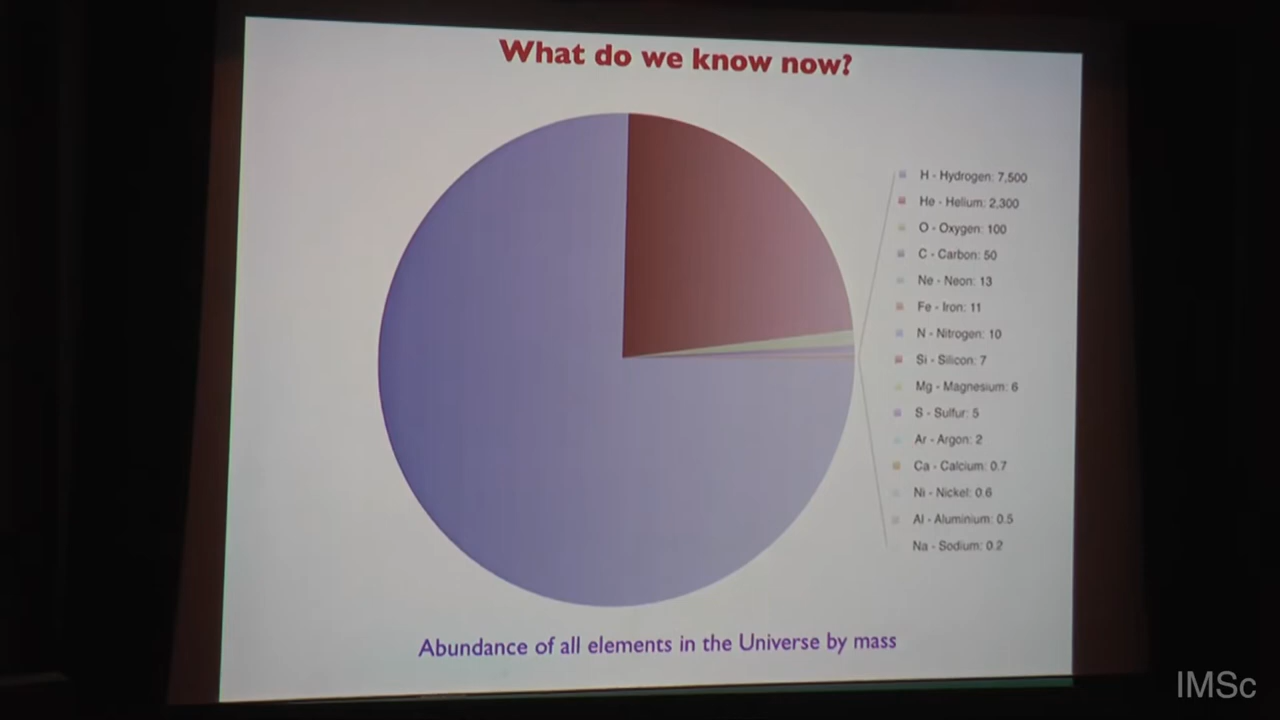 What do we know now?
H - Hydrogen: 7,500
He - Helium: 2,300
O - Oxygen: 100
C - Carbon: 50
Ne - Neon: 13
Fe - Iron: 11
N - Nitrogen: 10
Si - Silicon: 7
Mg - Magnesium: 6
S - Sulfur: 5
Ar - Argon: 2
Ca - Calcium: 0.7
Ni - Nickel: 0.6
Al - Aluminium: 0.5
Na - Sodium: 0.2
Abundance of all elements in the Universe by mass
IMSc